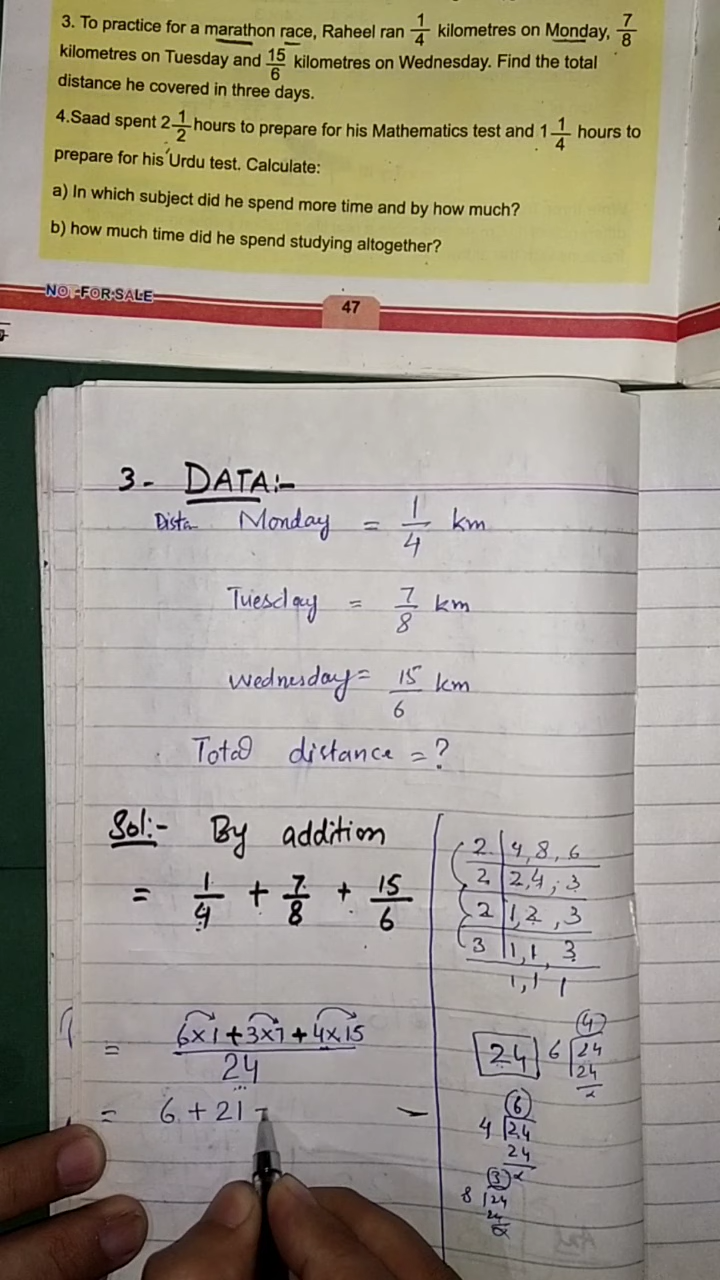 3. To practice for a marathon race, Raheel ran 1/4 kilometres on Monday, 7/8
kilometres on Tuesday and 15/6 kilometres on Wednesday. Find the total
distance he covered in three days.
4.Saad spent 2 1/2 hours to prepare for his Mathematics test and 1 1/4 hours to
prepare for his Urdu test. Calculate:
a) In which subject did he spend more time and by how much?
b) how much time did he spend studying altogether?
NOT FOR SALE
47
3- DATA:-
Dista Monday = 1/4 km
Tuesday = 7/8 km
Wednesday = 15/6 km
Total distance = ?
Sol:- By addition
= 1/4 + 7/8 + 15/6
= 6x1+3x7+4x15 / 24
= 6 + 21
2 | 4, 8, 6
2 | 2, 4, 3
2 | 1, 2, 3
3 | 1, 1, 3
1, 1 1
24
4
6 | 24
24
x
6
4 | 24
24
x
3
8 | 24
24
x